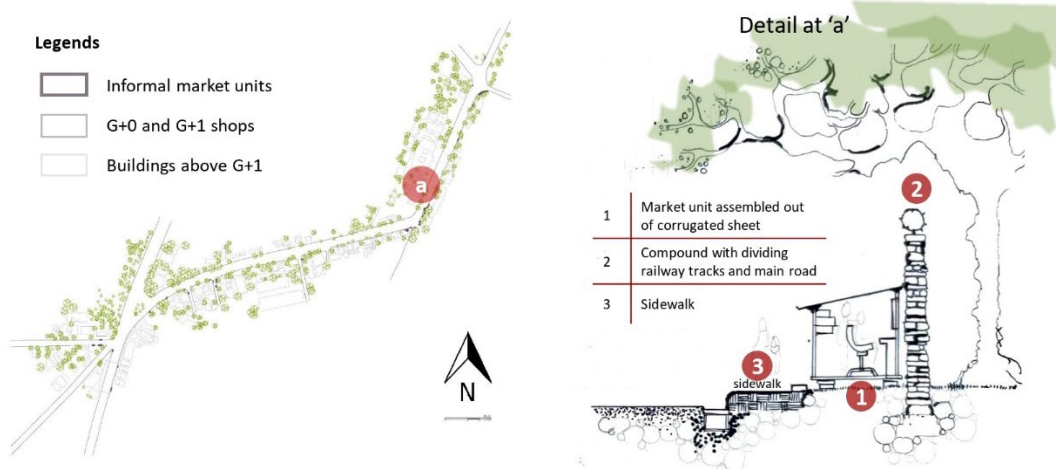 Legends
Informal market units
G+0 and G+1 shops
Buildings above G+1
a
N
Detail at ‘a’
2
1 Market unit assembled out
of corrugated sheet
2 Compound with dividing
railway tracks and main road
3 Sidewalk
3
sidewalk
1